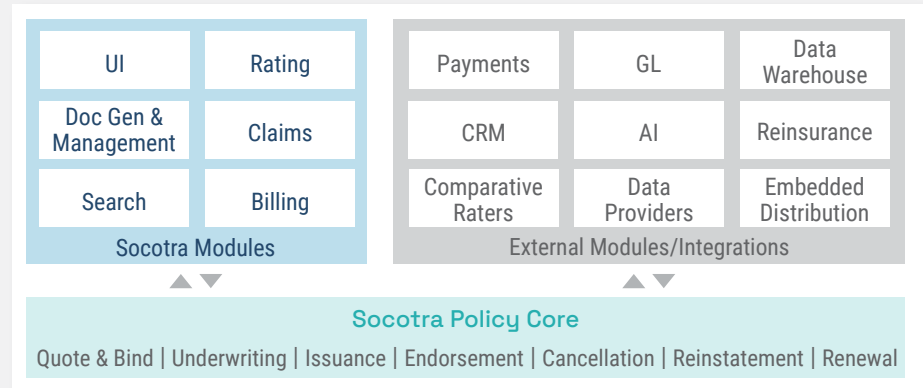 UI
Rating
Doc Gen &
Management
Claims
Search
Billing
Socotra Modules
Payments
GL
Data
Warehouse
CRM
AI
Reinsurance
Comparative
Raters
Data
Providers
Embedded
Distribution
External Modules/Integrations
Socotra Policy Core
Quote & Bind | Underwriting | Issuance | Endorsement | Cancellation | Reinstatement | Renewal